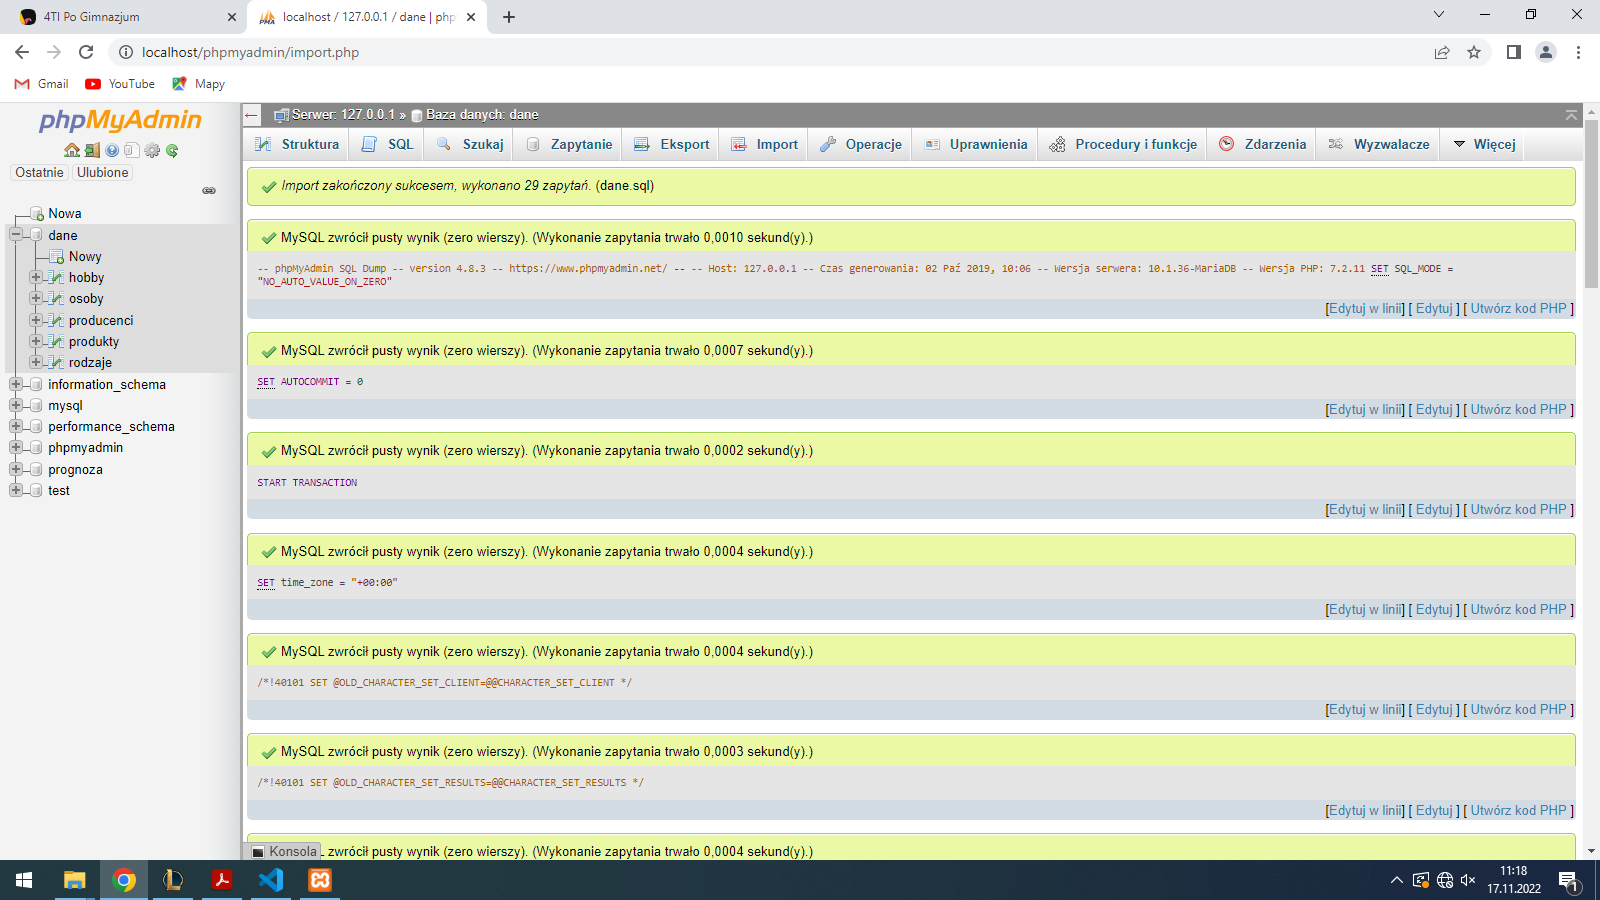 4TI Po Gimnazjum
localhost / 127.0.0.1 / dane | php
localhost/phpmyadmin/import.php
Gmail
YouTube
Mapy
phpMyAdmin
Ostatnie
Ulubione
Nowa
dane
Nowy
hobby
osoby
producenci
produkty
rodzaje
information_schema
mysql
performance_schema
phpmyadmin
prognoza
test
Serwer: 127.0.0.1 » Baza danych: dane
Struktura SQL Szukaj Zapytanie Eksport Import Operacje Uprawnienia Procedury i funkcje Zdarzenia Wyzwalacze Więcej
Import zakończony sukcesem, wykonano 29 zapytań. (dane.sql)
MySQL zwrócił pusty wynik (zero wierszy). (Wykonanie zapytania trwało 0,0010 sekund(y).)
-- phpMyAdmin SQL Dump -- version 4.8.3 -- https://www.phpmyadmin.net/ -- -- Host: 127.0.0.1 -- Czas generowania: 02 Paź 2019, 10:06 -- Wersja serwera: 10.1.36-MariaDB -- Wersja PHP: 7.2.11 SET SQL_MODE =
"NO_AUTO_VALUE_ON_ZERO"
[Edytuj w linii] [ Edytuj ] [ Utwórz kod PHP ]
MySQL zwrócił pusty wynik (zero wierszy). (Wykonanie zapytania trwało 0,0007 sekund(y).)
SET AUTOCOMMIT = 0
[Edytuj w linii] [ Edytuj ] [ Utwórz kod PHP ]
MySQL zwrócił pusty wynik (zero wierszy). (Wykonanie zapytania trwało 0,0002 sekund(y).)
START TRANSACTION
[Edytuj w linii] [ Edytuj ] [ Utwórz kod PHP ]
MySQL zwrócił pusty wynik (zero wierszy). (Wykonanie zapytania trwało 0,0004 sekund(y).)
SET time_zone = "+00:00"
[Edytuj w linii] [ Edytuj ] [ Utwórz kod PHP ]
MySQL zwrócił pusty wynik (zero wierszy). (Wykonanie zapytania trwało 0,0004 sekund(y).)
/*!40101 SET @OLD_CHARACTER_SET_CLIENT=@@CHARACTER_SET_CLIENT */
[Edytuj w linii] [ Edytuj ] [ Utwórz kod PHP ]
MySQL zwrócił pusty wynik (zero wierszy). (Wykonanie zapytania trwało 0,0003 sekund(y).)
/*!40101 SET @OLD_CHARACTER_SET_RESULTS=@@CHARACTER_SET_RESULTS */
[Edytuj w linii] [ Edytuj ] [ Utwórz kod PHP ]
Konsola
zwrócił pusty wynik (zero wierszy). (Wykonanie zapytania trwało 0,0004 sekund(y).)
11:18
17.11.2022
1